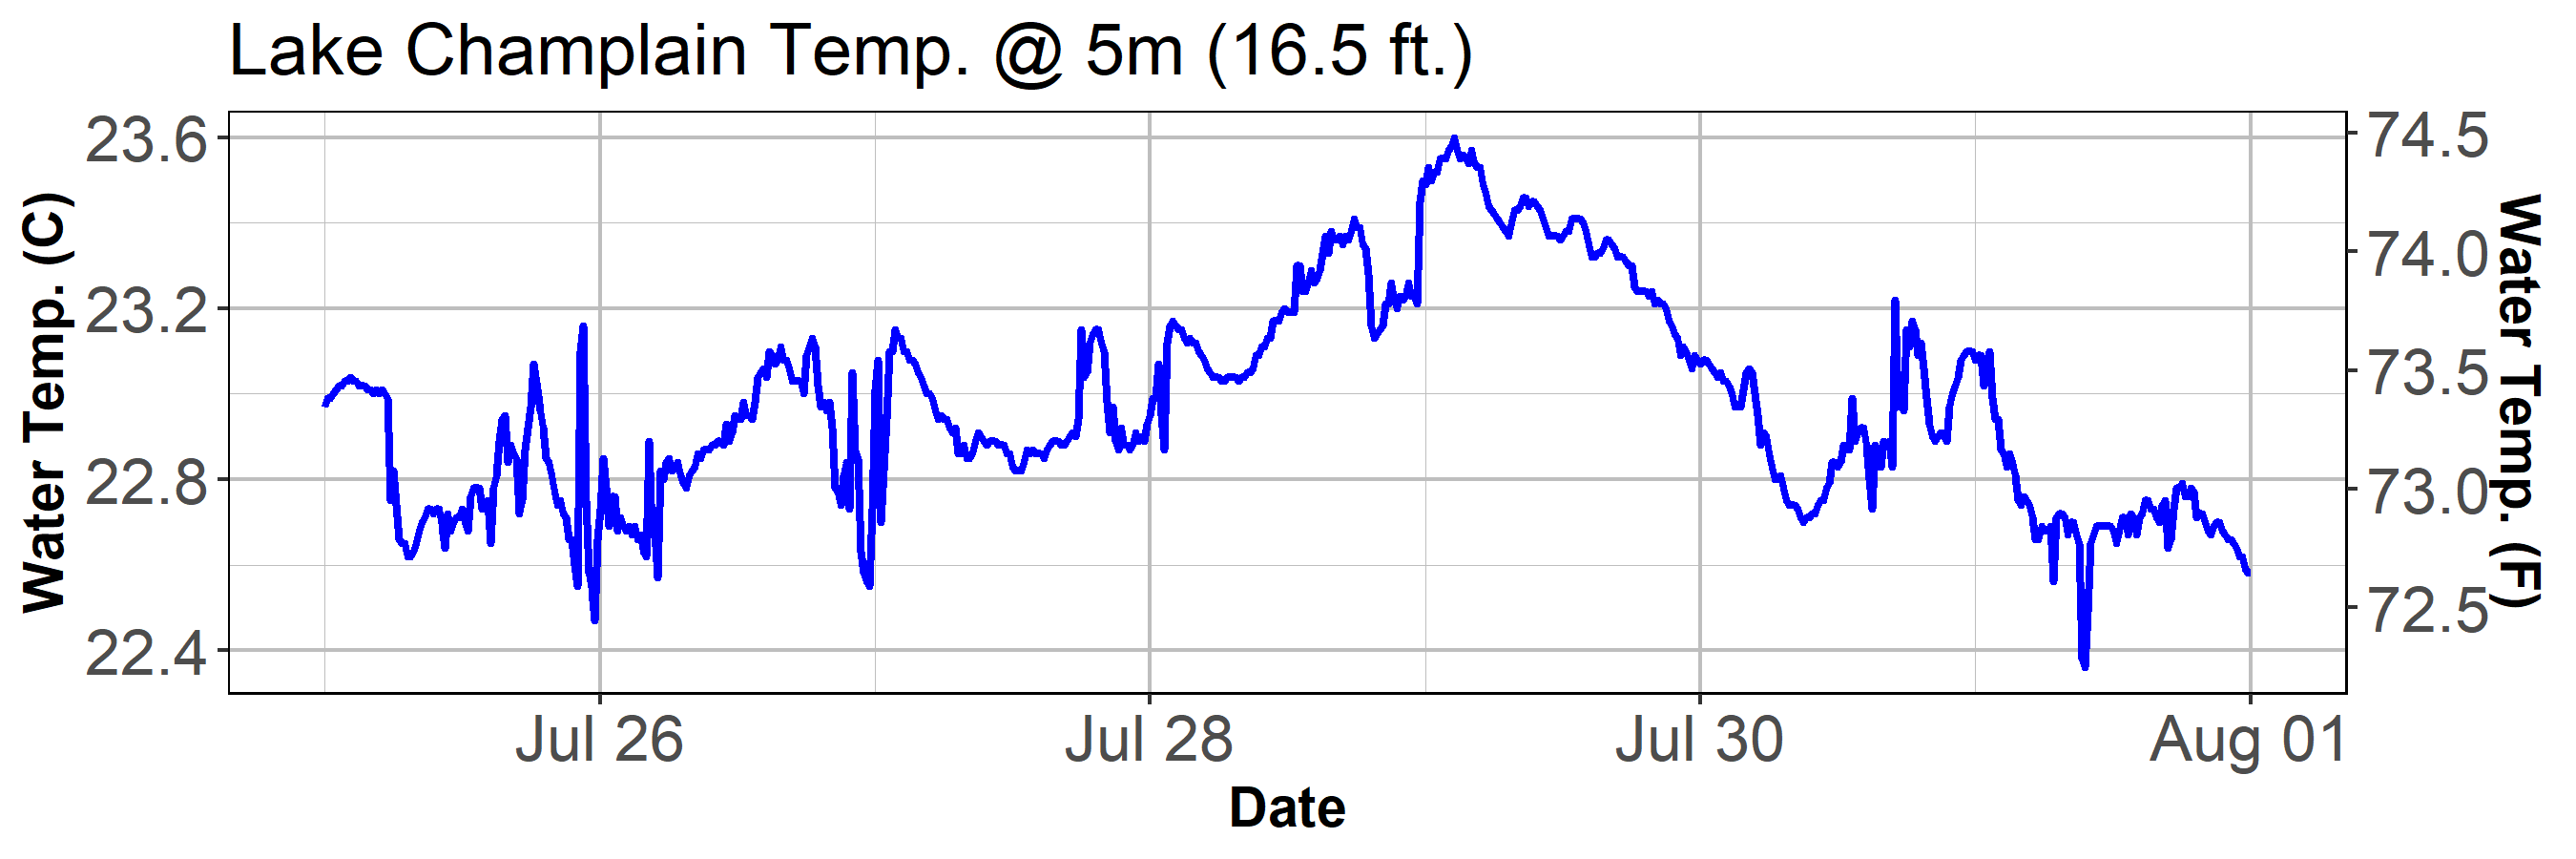 Lake Champlain Temp. @ 5m (16.5 ft.)
Water Temp. (C)
23.6
23.2
22.8
22.4
74.5
74.0
73.5
73.0
72.5
Water Temp. (F)
Jul 26 Jul 28 Jul 30 Aug 01
Date